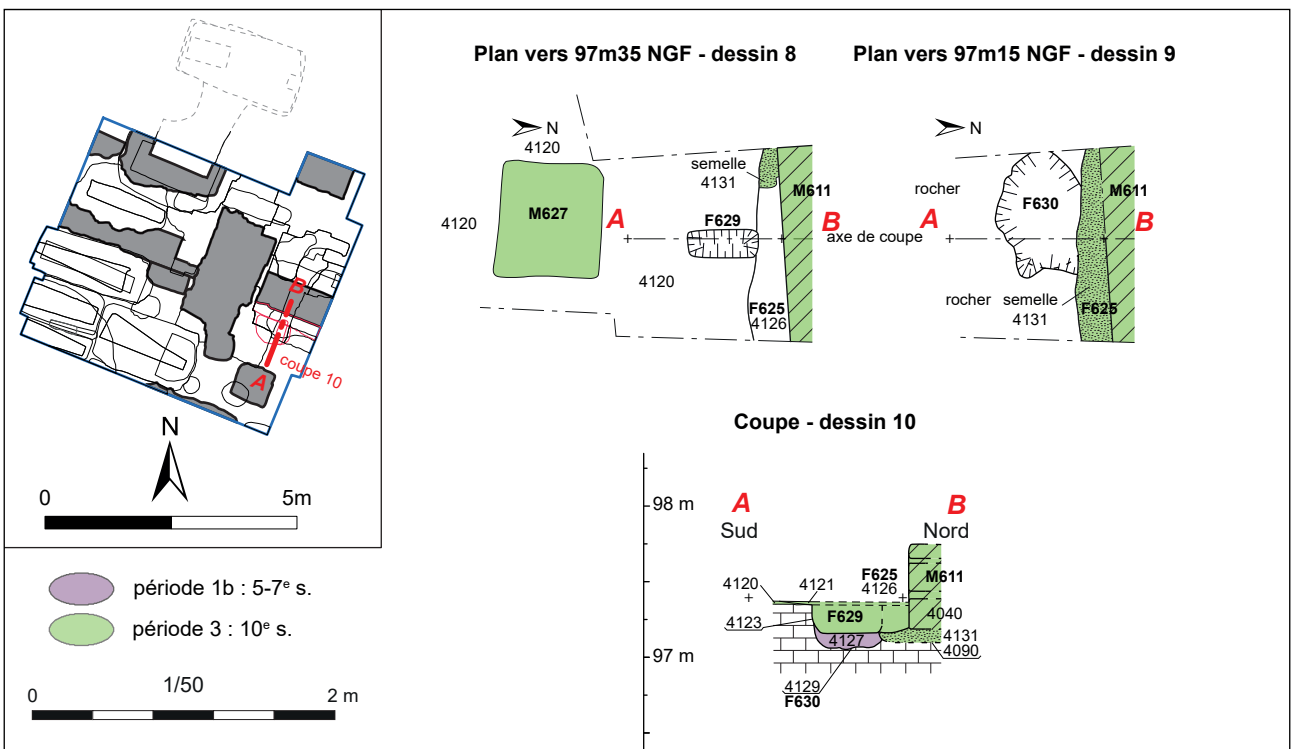 B
A
coupe 10
N
0 5m
période 1b : 5-7e s.
période 3 : 10e s.
1/50
0 2 m
Plan vers 97m35 NGF - dessin 8
N
4120
semelle
4131
M611
M627
4120
A
F629
B
axe de coupe
4120
F625
4126
Plan vers 97m15 NGF - dessin 9
N
rocher
F630
M611
A
B
rocher semelle
4131
F625
Coupe - dessin 10
98 m
A
B
Sud
Nord
4120
4121
F625
4126
M611
F629
4123
4040
4127
4131
4090
97 m
4129
F630